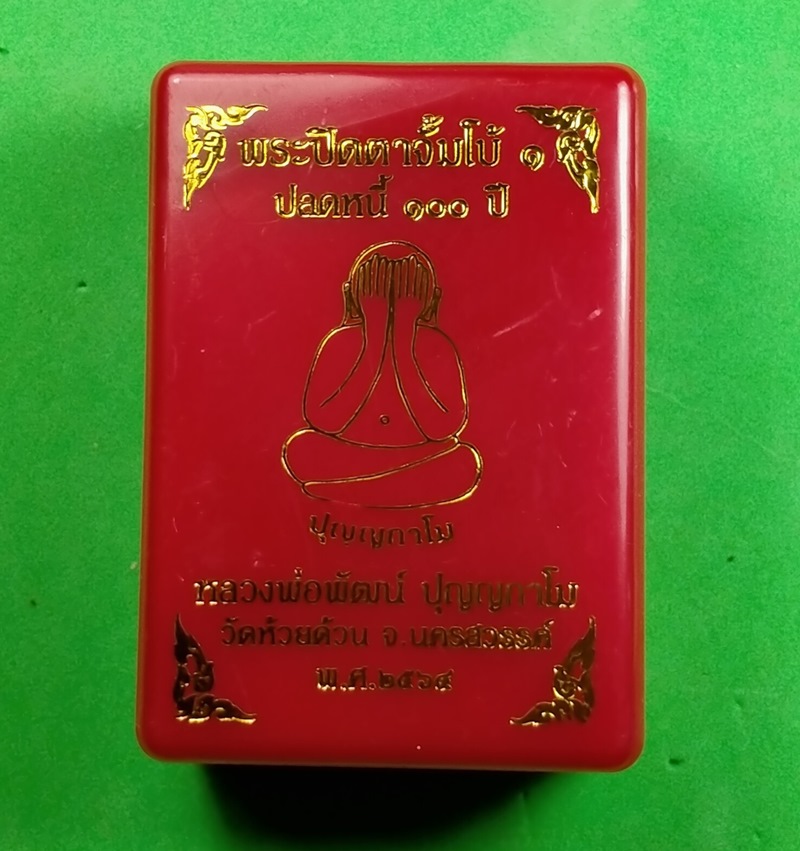 พระปิดตาจั๊มโบ้ ๑
ปลดหนี้ ๑๐๐ ปี
ปุญฺญกาโม
หลวงพ่อพัฒน์ ปุญญกาโม
วัดห้วยด้วน จ.นครสวรรค์
พ.ศ.๒๕๖๔